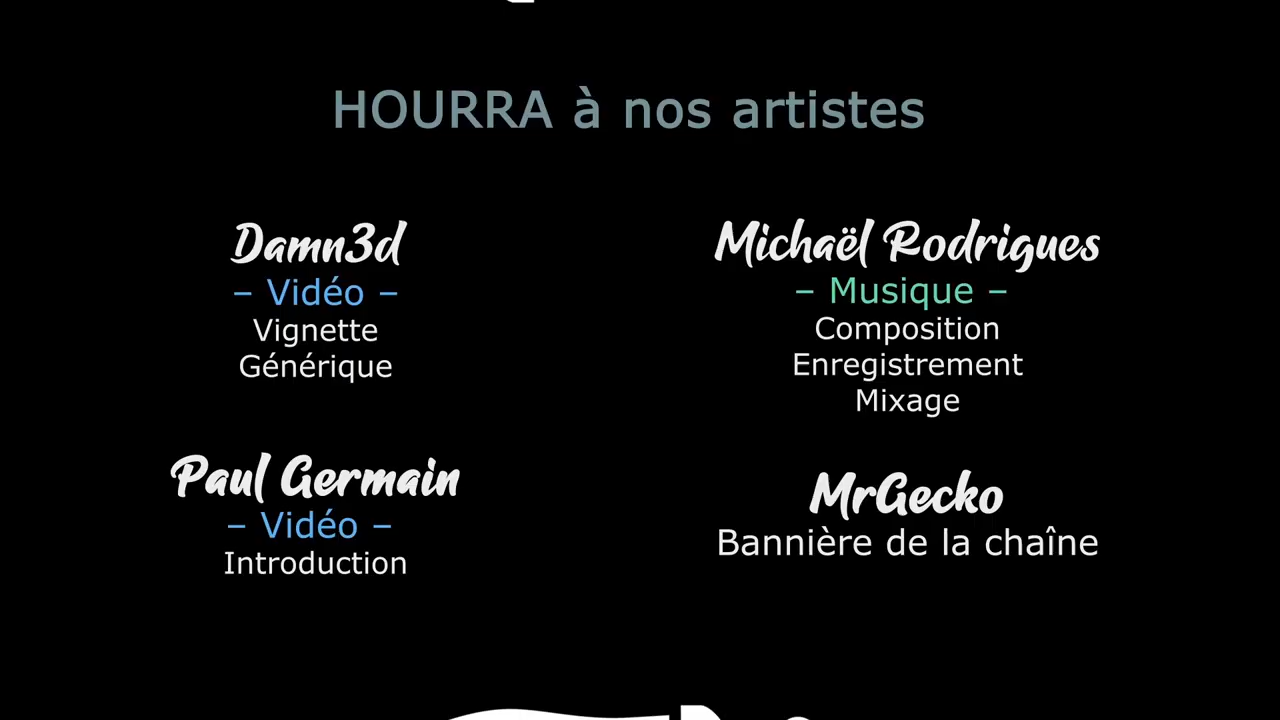 HOURRA à nos artistes
Damn3d
– Vidéo –
Vignette
Générique
Michaël Rodrigues
– Musique –
Composition
Enregistrement
Mixage
Paul Germain
– Vidéo –
Introduction
MrGecko
Bannière de la chaîne